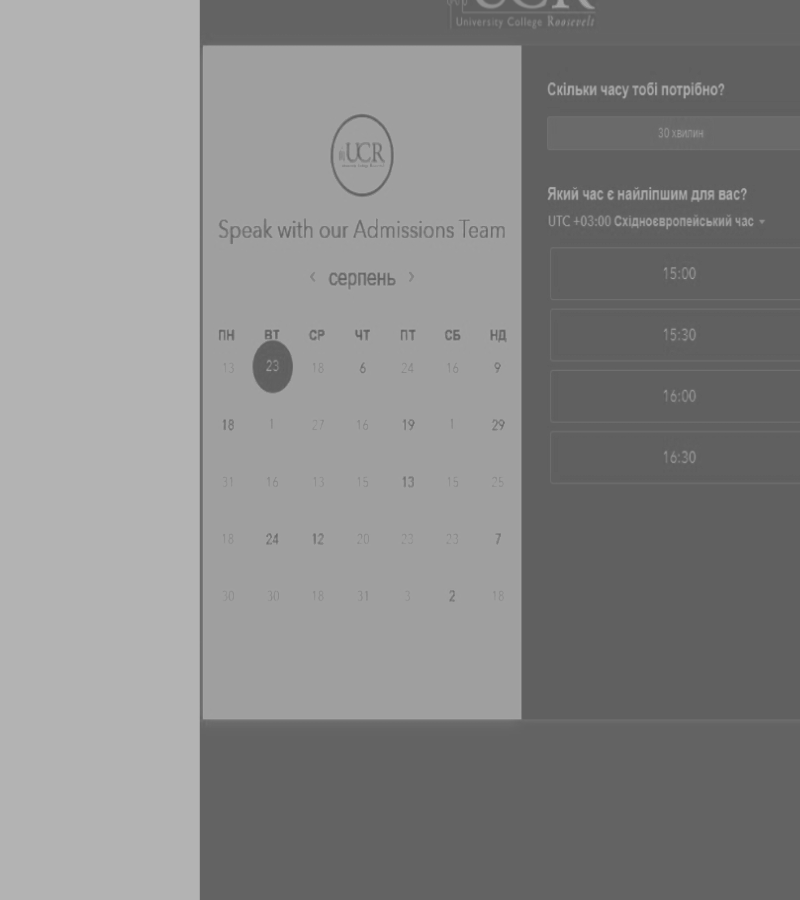 UCR
University College Roosevelt
UCR
Speak with our Admissions Team
‹ серпень ›
ПН ВТ СР ЧТ ПТ СБ НД
13 23 18 6 24 16 9
18 1 27 16 19 1 29
31 16 13 15 13 15 25
18 24 12 20 23 23 7
30 30 18 31 3 2 18
Скільки часу тобі потрібно?
30 хвилин
Який час є найліпшим для вас?
UTC +03:00 Східноєвропейський час
15:00
15:30
16:00
16:30